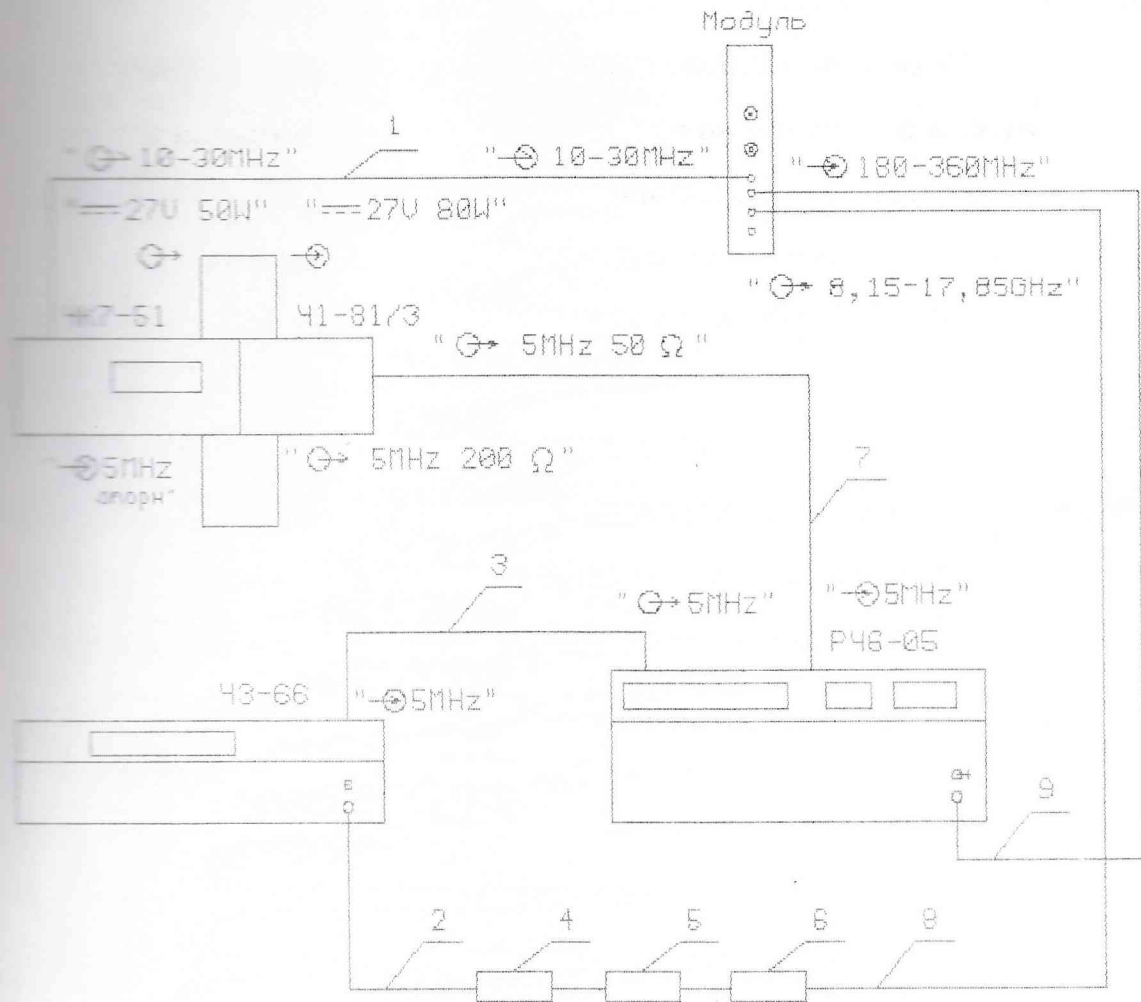 Модуль
1
"⊖→ 10-30MHz"
"→⊖ 10-30MHz"
"→⊖ 180-360MHz"
"⎓27V 50W"
"⎓27V 80W"
"⊖→ 8,15-17,85GHz"
Ч1-81/3
"⊖→ 5MHz 50 Ω"
"→⊖5MHz
опорн"
"⊖→ 5MHz 200 Ω"
7
3
"⊖→5MHz"
"→⊖5MHz"
РЧ6-05
Ч3-66
"→⊖5MHz"
9
2
4
5
6
8